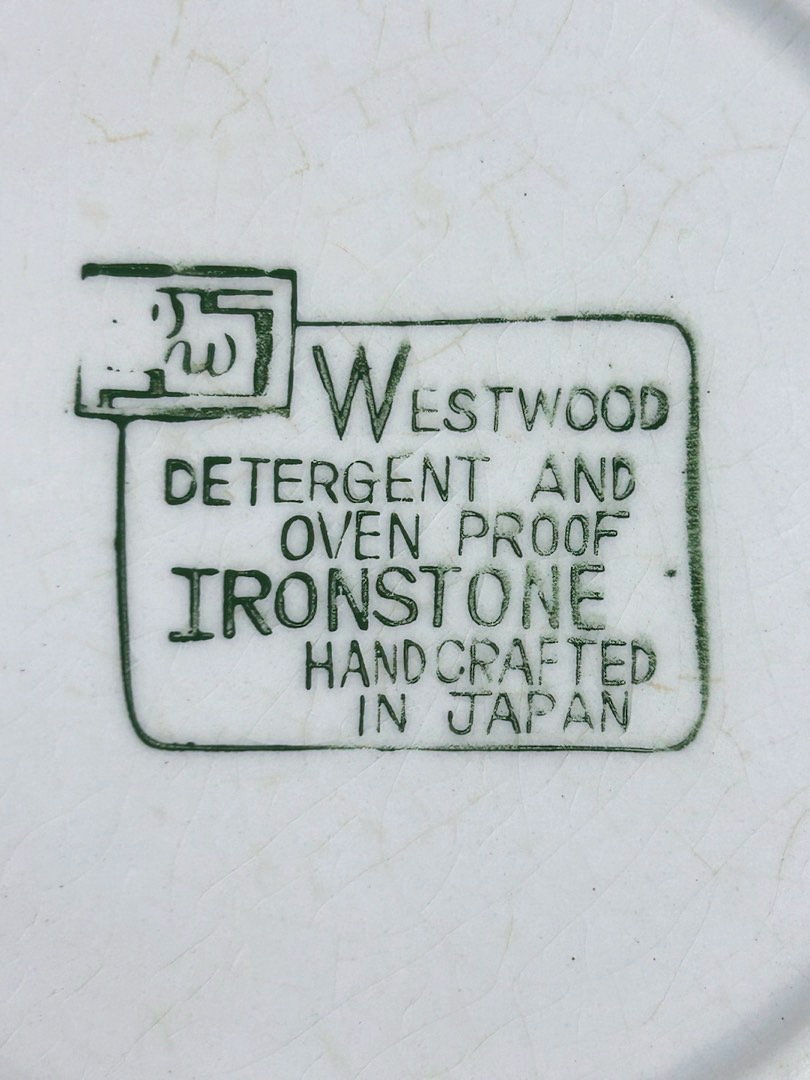 WESTWOOD
DETERGENT AND
OVEN PROOF
IRONSTONE
HANDCRAFTED
IN JAPAN